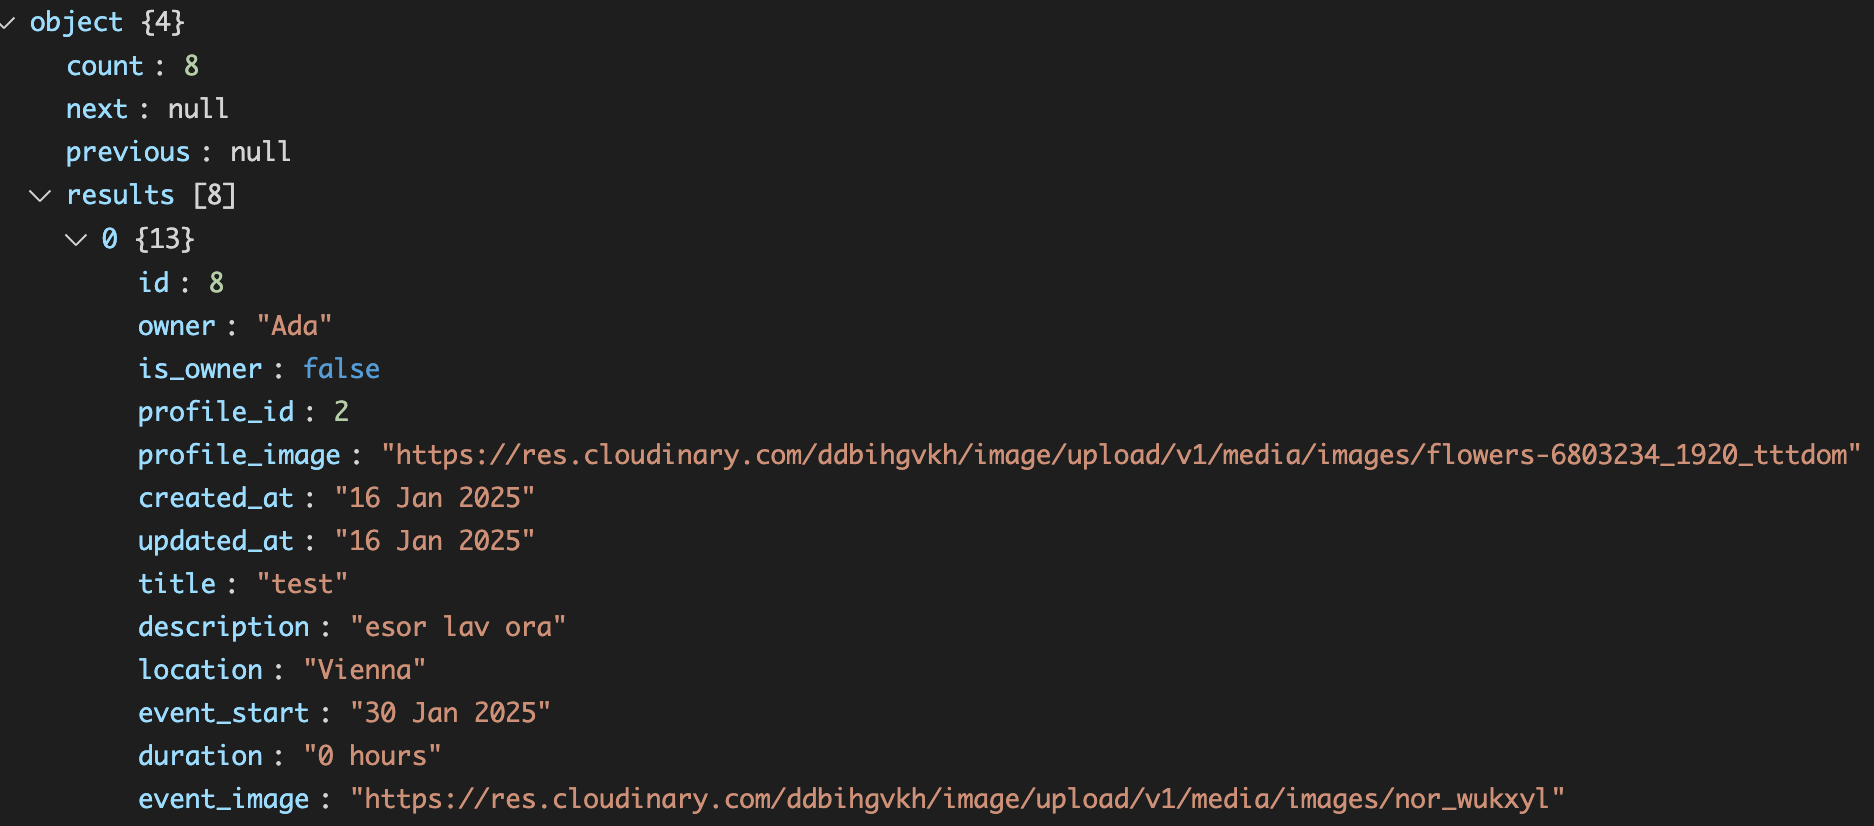 object {4}
count : 8
next : null
previous : null
results [8]
0 {13}
id : 8
owner : "Ada"
is_owner : false
profile_id : 2
profile_image : "https://res.cloudinary.com/ddbihgvkh/image/upload/v1/media/images/flowers-6803234_1920_tttdom"
created_at : "16 Jan 2025"
updated_at : "16 Jan 2025"
title : "test"
description : "esor lav ora"
location : "Vienna"
event_start : "30 Jan 2025"
duration : "0 hours"
event_image : "https://res.cloudinary.com/ddbihgvkh/image/upload/v1/media/images/nor_wukxyl"